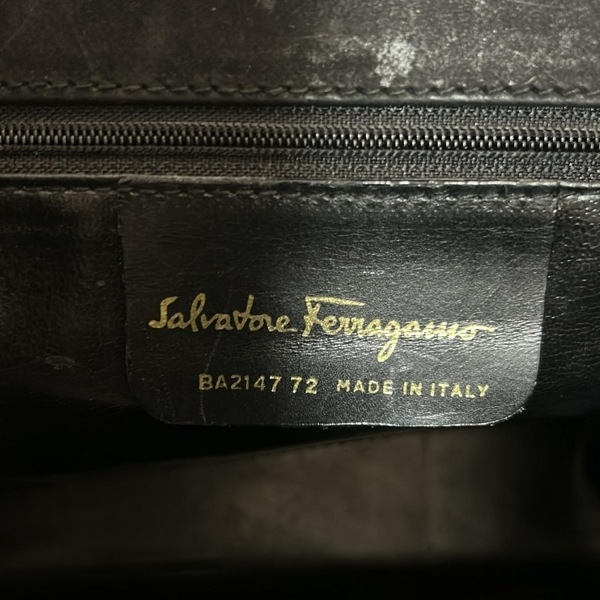 Salvatore Ferragamo
BA2147 72 MADE IN ITALY